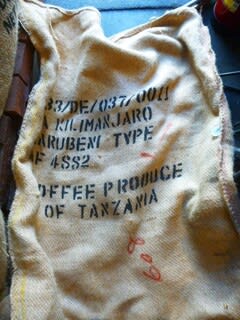 33/DE/037/0011
A KILIMANJARO
ARUBENI TYPE
F 4SS2
OFFEE PRODUCE
OF TANZANIA